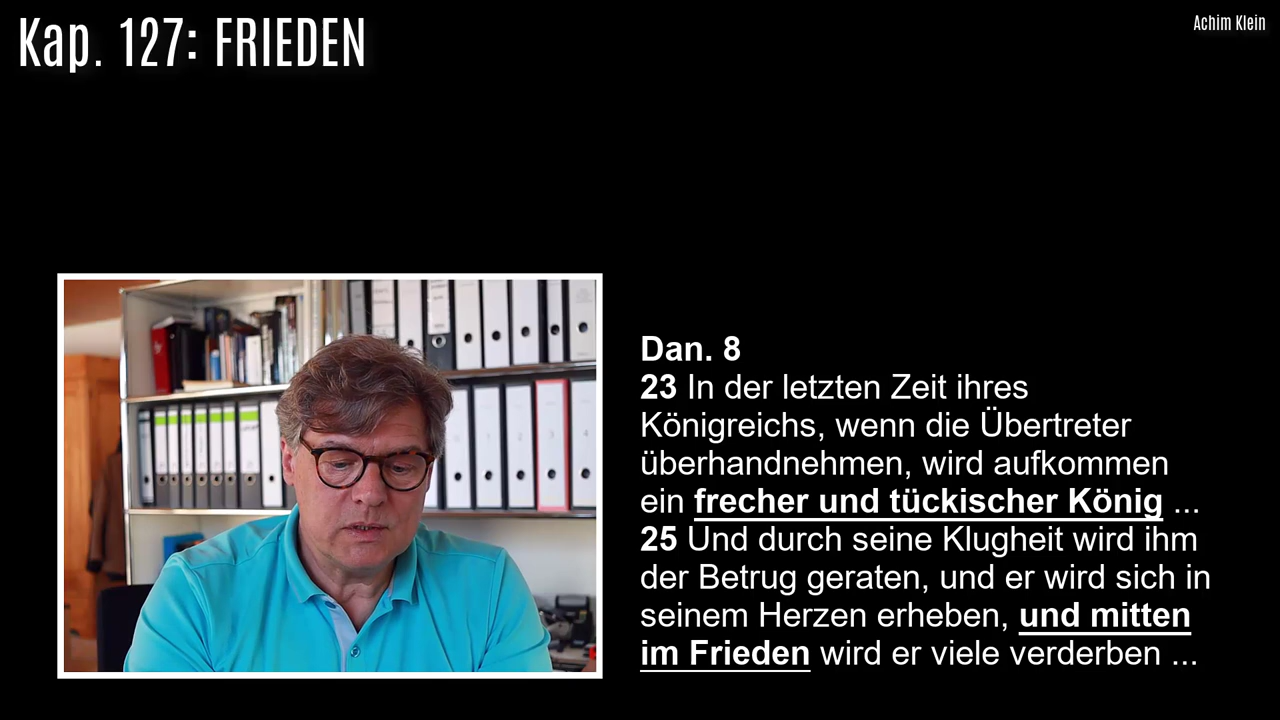 Kap. 127: FRIEDEN
Achim Klein
Dan. 8
23 In der letzten Zeit ihres
Königreichs, wenn die Übertreter
überhandnehmen, wird aufkommen
ein frecher und tückischer König ...
25 Und durch seine Klugheit wird ihm
der Betrug geraten, und er wird sich in
seinem Herzen erheben, und mitten
im Frieden wird er viele verderben ...